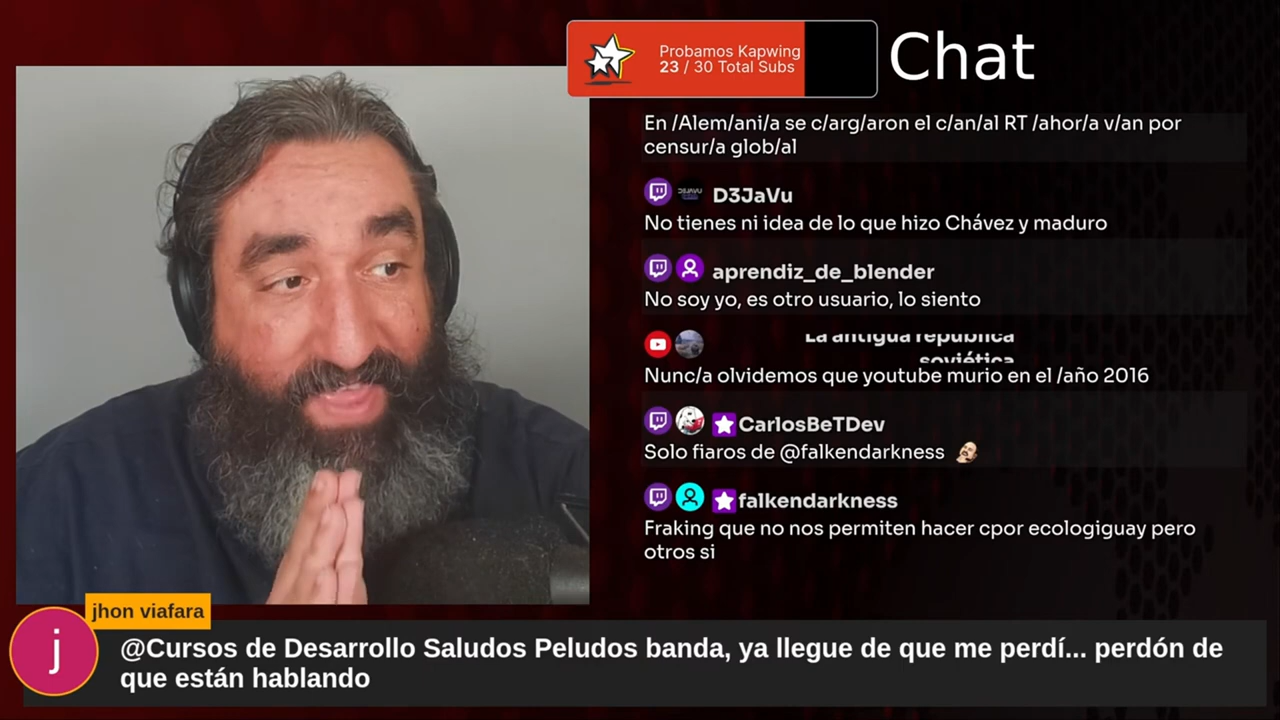 Probamos Kapwing
23 / 30 Total Subs
Chat
En /Alem/ani/a se c/arg/aron el c/an/al RT /ahor/a v/an por
censur/a glob/al
DEJAVU
D3JaVu
No tienes ni idea de lo que hizo Chávez y maduro
aprendiz_de_blender
No soy yo, es otro usuario, lo siento
La antigua republica
soviética
Nunc/a olvidemos que youtube murio en el /año 2016
CarlosBeTDev
Solo fiaros de @falkendarkness
falkendarkness
Fraking que no nos permiten hacer cpor ecologiguay pero
otros si
jhon viafara
j
@Cursos de Desarrollo Saludos Peludos banda, ya llegue de que me perdí... perdón de
que están hablando